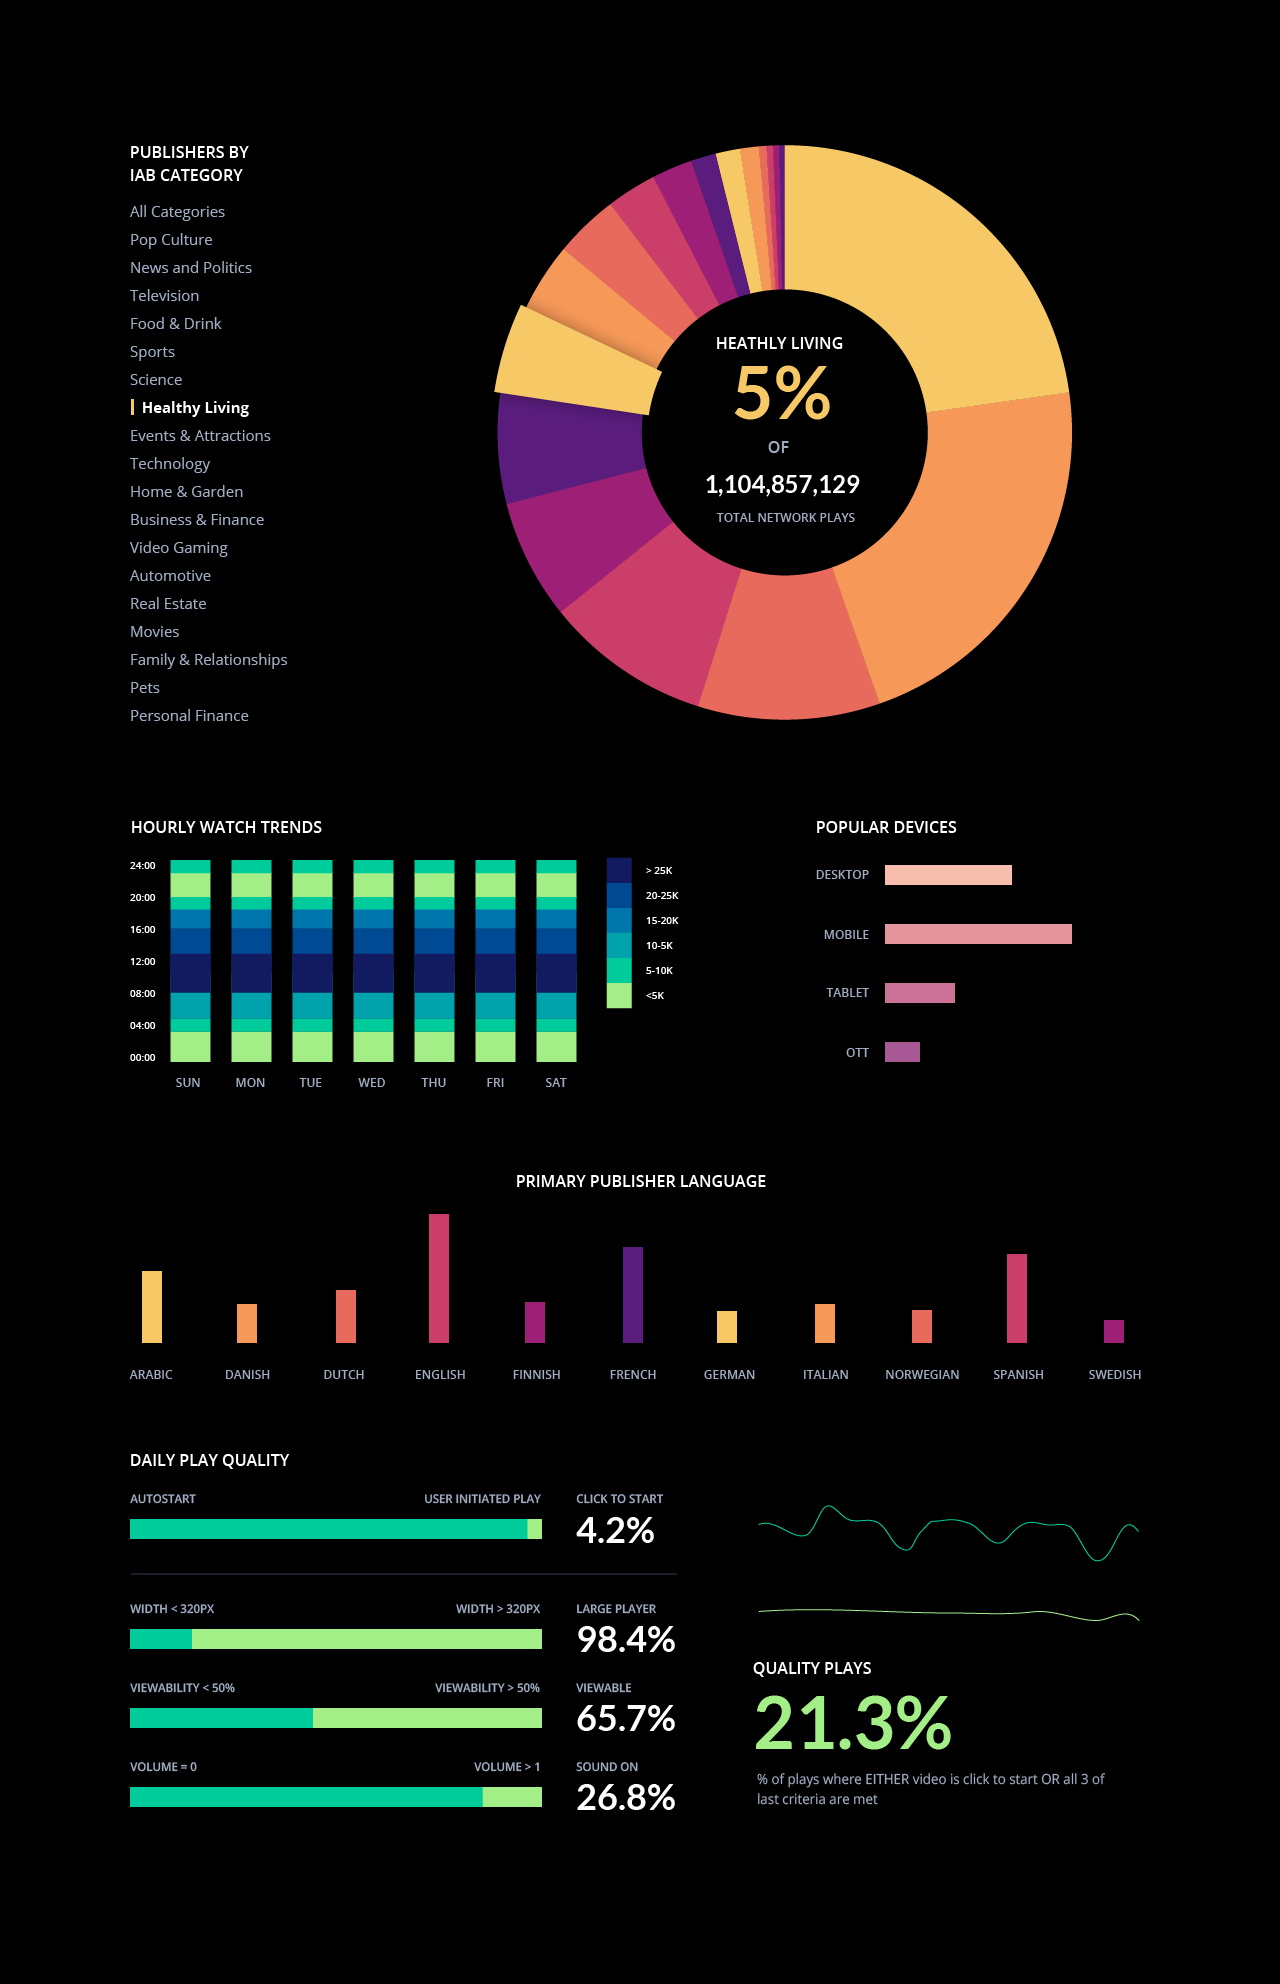 PUBLISHERS BY
IAB CATEGORY
All Categories
Pop Culture
News and Politics
Television
Food & Drink
Sports
Science
Healthy Living
Events & Attractions
Technology
Home & Garden
Business & Finance
Video Gaming
Automotive
Real Estate
Movies
Family & Relationships
Pets
Personal Finance
HEATHLY LIVING
5%
OF
1,104,857,129
TOTAL NETWORK PLAYS
HOURLY WATCH TRENDS
24:00
20:00
16:00
12:00
08:00
04:00
00:00
SUN MON TUE WED THU FRI SAT
> 25K
20-25K
15-20K
10-5K
5-10K
<5K
POPULAR DEVICES
DESKTOP
MOBILE
TABLET
OTT
PRIMARY PUBLISHER LANGUAGE
ARABIC DANISH DUTCH ENGLISH FINNISH FRENCH GERMAN ITALIAN NORWEGIAN SPANISH SWEDISH
DAILY PLAY QUALITY
AUTOSTART USER INITIATED PLAY CLICK TO START
4.2%
WIDTH < 320PX WIDTH > 320PX LARGE PLAYER
98.4%
VIEWABILITY < 50% VIEWABILITY > 50% VIEWABLE
65.7%
VOLUME = 0 VOLUME > 1 SOUND ON
26.8%
QUALITY PLAYS
21.3%
% of plays where EITHER video is click to start OR all 3 of
last criteria are met